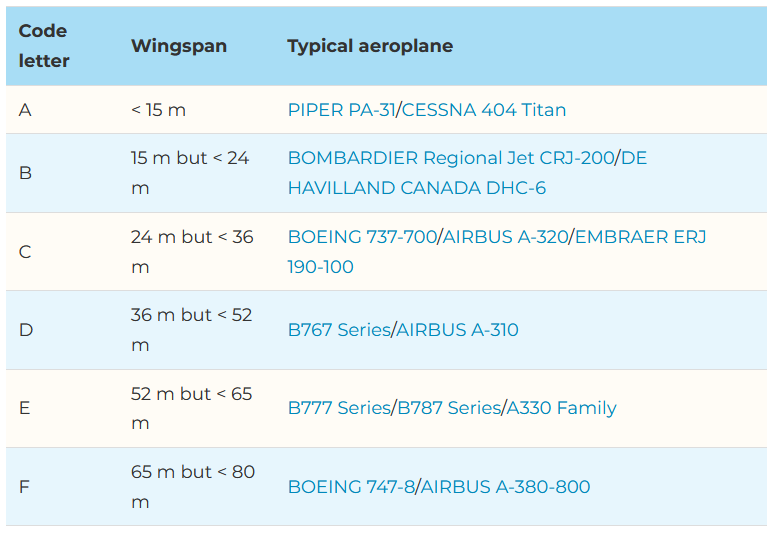 Code letter	Wingspan	Typical aeroplane
A	< 15 m	PIPER PA-31/CESSNA 404 Titan
B	15 m but < 24 m	BOMBARDIER Regional Jet CRJ-200/DE HAVILLAND CANADA DHC-6
C	24 m but < 36 m	BOEING 737-700/AIRBUS A-320/EMBRAER ERJ 190-100
D	36 m but < 52 m	B767 Series/AIRBUS A-310
E	52 m but < 65 m	B777 Series/B787 Series/A330 Family
F	65 m but < 80 m	BOEING 747-8/AIRBUS A-380-800